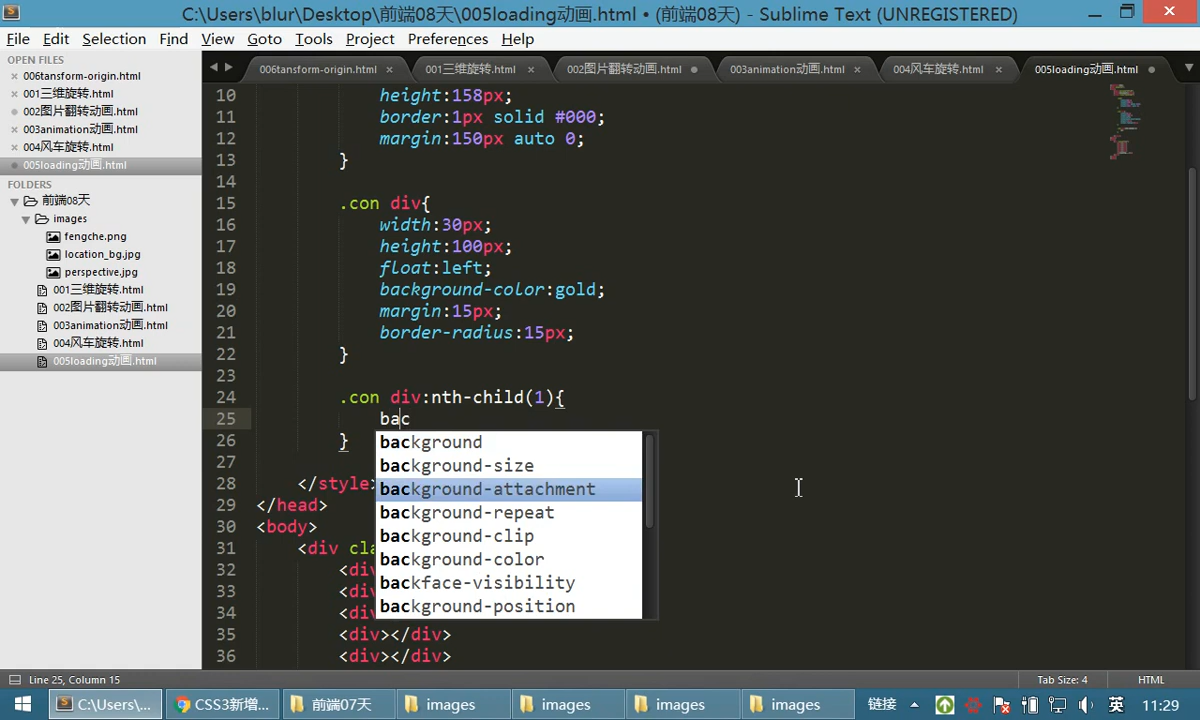 C:\Users\blur\Desktop\前端08天\005loading动画.html • (前端08天) - Sublime Text (UNREGISTERED)
File Edit Selection Find View Goto Tools Project Preferences Help
OPEN FILES
006tansform-origin.html
001三维旋转.html
002图片翻转动画.html
003animation动画.html
004风车旋转.html
005loading动画.html
FOLDERS
前端08天
images
fengche.png
location_bg.jpg
perspective.jpg
001三维旋转.html
002图片翻转动画.html
003animation动画.html
004风车旋转.html
005loading动画.html
006tansform-origin.html 001三维旋转.html 002图片翻转动画.html 003animation动画.html 004风车旋转.html 005loading动画.html
10 height:158px;
11 border:1px solid #000;
12 margin:150px auto 0;
13 }
14
15 .con div{
16 width:30px;
17 height:100px;
18 float:left;
19 background-color:gold;
20 margin:15px;
21 border-radius:15px;
22 }
23
24 .con div:nth-child(1){
25 bac
26 }
27
28 </style>
29 </head>
30 <body>
31 <div cla
32 <div
33 <div
34 <div
35 <div></div>
36 <div></div>
background
background-size
background-attachment
background-repeat
background-clip
background-color
backface-visibility
background-position
Line 25, Column 15 Tab Size: 4 HTML
C:\Users\... CSS3新增... 前端07天 images images images images 链接 英 11:29